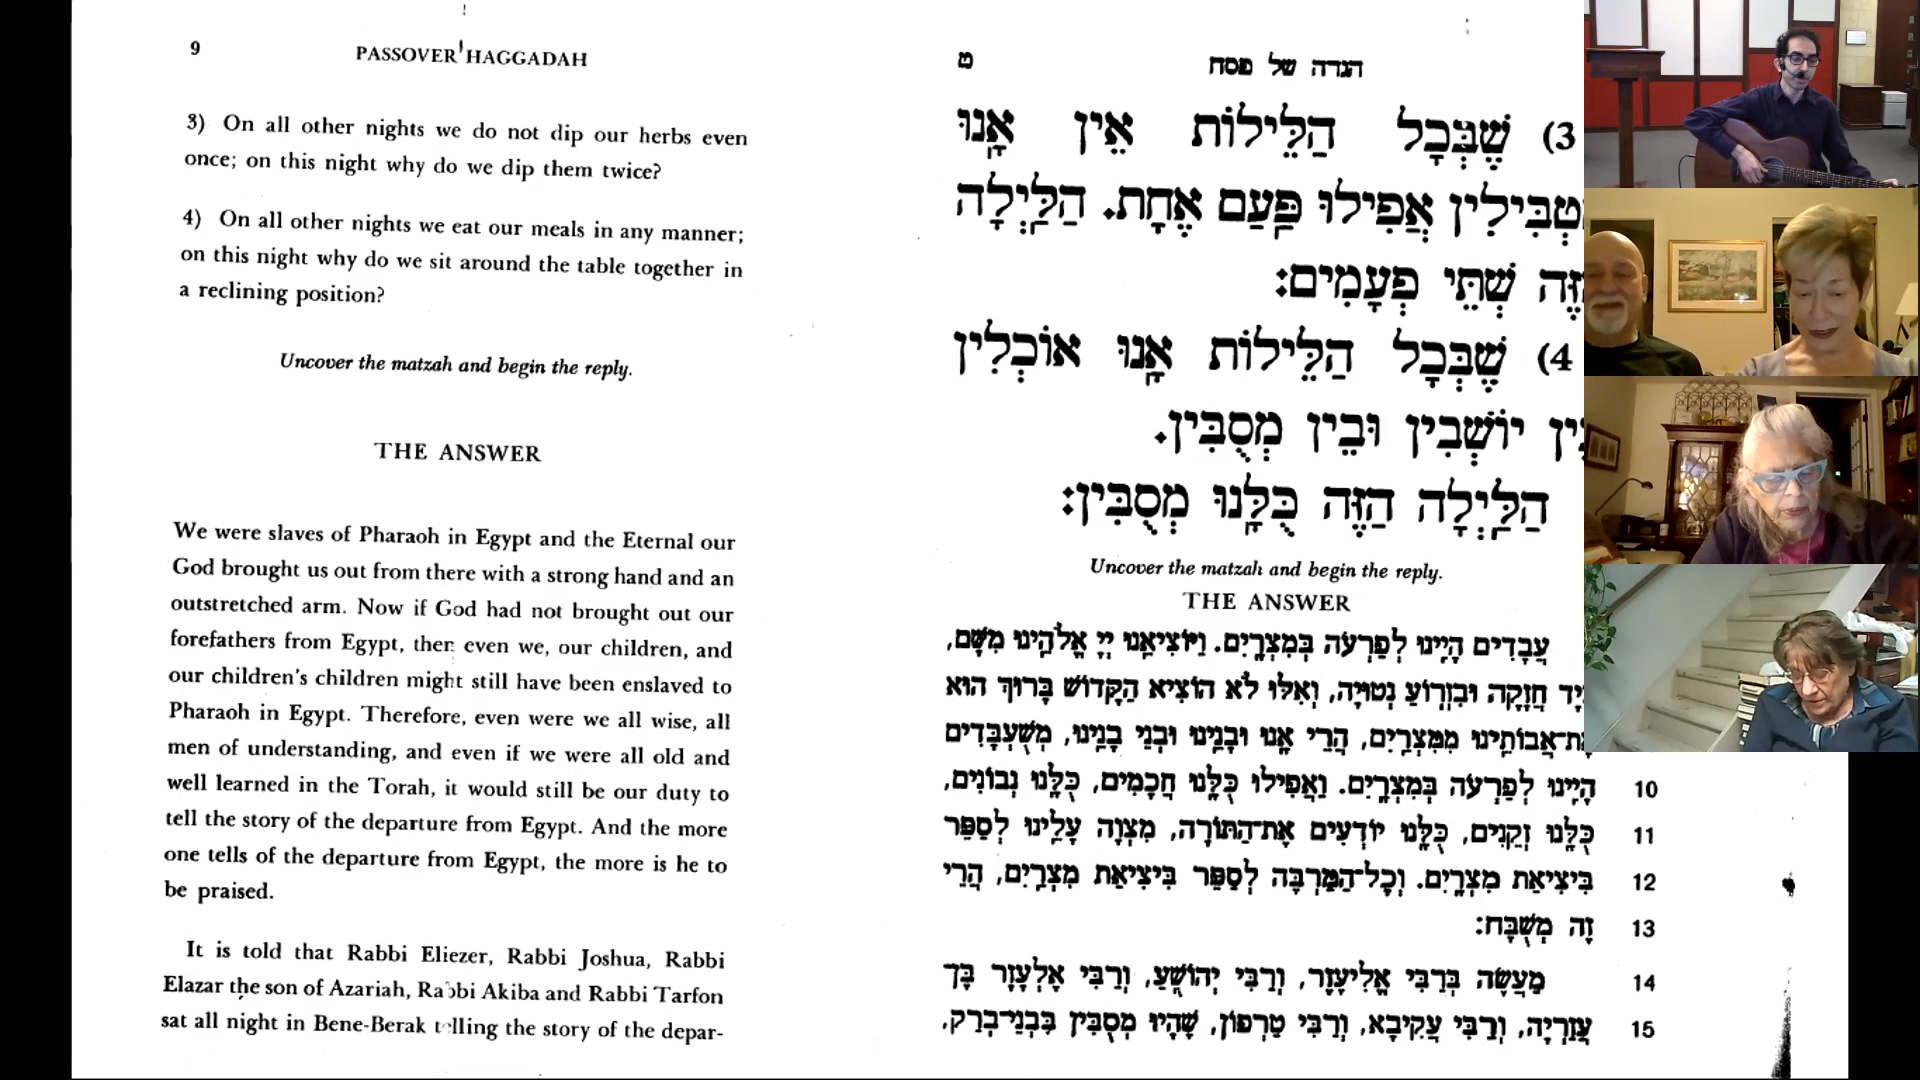 9
PASSOVER HAGGADAH
3) On all other nights we do not dip our herbs even
once; on this night why do we dip them twice?
4) On all other nights we eat our meals in any manner;
on this night why do we sit around the table together in
a reclining position?
Uncover the matzah and begin the reply.
THE ANSWER
We were slaves of Pharaoh in Egypt and the Eternal our
God brought us out from there with a strong hand and an
outstretched arm. Now if God had not brought out our
forefathers from Egypt, then even we, our children, and
our children's children might still have been enslaved to
Pharaoh in Egypt. Therefore, even were we all wise, all
men of understanding, and even if we were all old and
well learned in the Torah, it would still be our duty to
tell the story of the departure from Egypt. And the more
one tells of the departure from Egypt, the more is he to
be praised.
It is told that Rabbi Eliezer, Rabbi Joshua, Rabbi
Elazar the son of Azariah, Rabbi Akiba and Rabbi Tarfon
sat all night in Bene-Berak telling the story of the depar-
הגדה של פסח
ט
3) שֶׁבְּכָל הַלֵּילוֹת אֵין אָֽנוּ
אֲפִילוּ פַּֽעַם אֶחָת. הַלַּֽיְלָה
שְׁתֵּי פְעָמִים:
4) שֶׁבְּכָל הַלֵּילוֹת אָֽנוּ אוֹכְלִין
יוֹשְׁבִין וּבֵין מְסֻבִּין.
הַלַּֽיְלָה הַזֶּה כֻּלָּֽנוּ מְסֻבִּין:
Uncover the matzah and begin the reply.
THE ANSWER
עֲבָדִים הָיִֽינוּ לְפַרְעֹה בְּמִצְרָֽיִם. וַיּוֹצִיאֵֽנוּ יְיָ אֱלֹהֵֽינוּ מִשָּׁם,
חֲזָקָה וּבִזְרֽוֹעַ נְטוּיָה, וְאִלּוּ לֹא הוֹצִיא הַקָּדוֹשׁ בָּרוּךְ הוּא
אֲבוֹתֵֽינוּ מִמִּצְרַֽיִם, הֲרֵי אָֽנוּ וּבָנֵֽינוּ וּבְנֵי בָנֵֽינוּ, מְשֻׁעְבָּדִים
הָיִֽינוּ לְפַרְעֹה בְּמִצְרָֽיִם. וַאֲפִילוּ כֻּלָּֽנוּ חֲכָמִים, כֻּלָּֽנוּ נְבוֹנִים, 10
כֻּלָּֽנוּ זְקֵנִים, כֻּלָּֽנוּ יוֹדְעִים אֶת־הַתּוֹרָה, מִצְוָה עָלֵֽינוּ לְסַפֵּר 11
בִּיצִיאַת מִצְרָֽיִם. וְכָל־הַמַּרְבֶּה לְסַפֵּר בִּיצִיאַת מִצְרַֽיִם, הֲרֵי 12
זֶה מְשֻׁבָּח: 13
מַעֲשֶׂה בְּרַבִּי אֱלִיעֶֽזֶר, וְרַבִּי יְהוֹשֻֽׁעַ, וְרַבִּי אֶלְעָזָר בֶּן 14
עֲזַרְיָה, וְרַבִּי עֲקִיבָא, וְרַבִּי טַרְפוֹן, שֶׁהָיוּ מְסֻבִּין בִּבְנֵי־בְרַק, 15